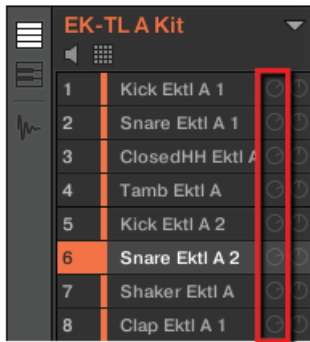 EK-TL A Kit
1 Kick Ektl A 1
2 Snare Ektl A 1
3 ClosedHH Ektl A
4 Tamb Ektl A
5 Kick Ektl A 2
6 Snare Ektl A 2
7 Shaker Ektl A
8 Clap Ektl A 1